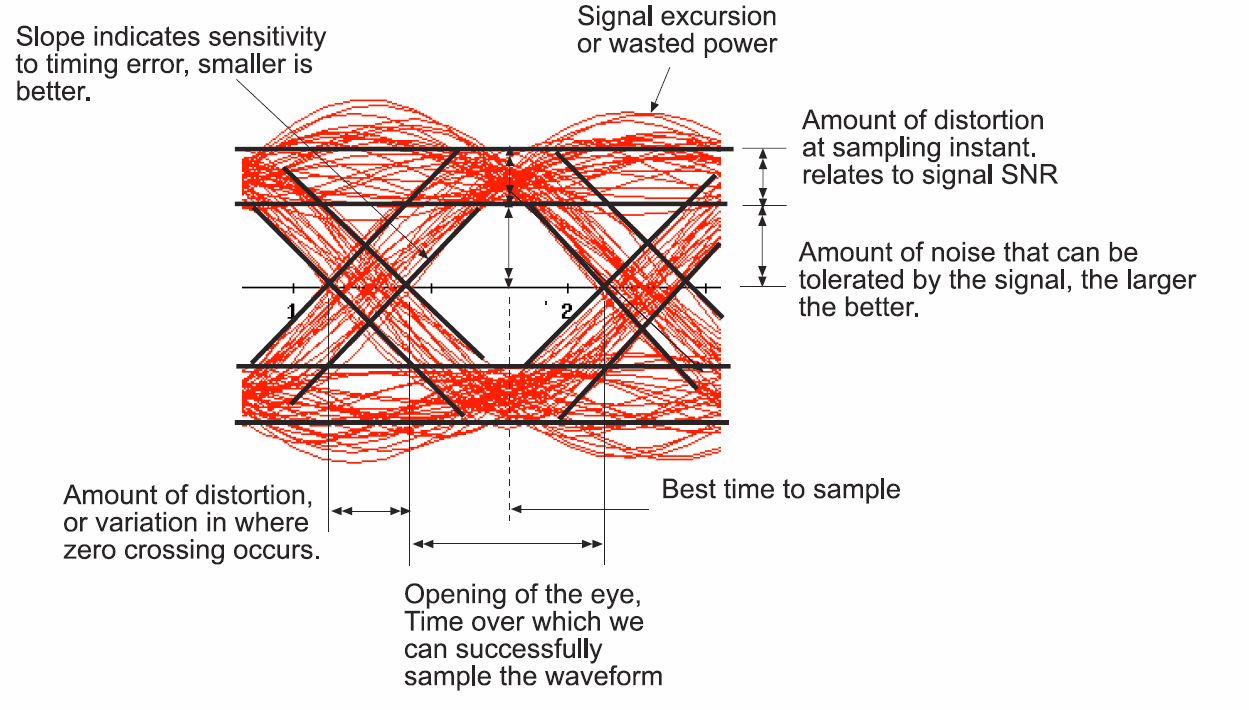 Signal excursion
or wasted power
Slope indicates sensitivity
to timing error, smaller is
better.
Amount of distortion
at sampling instant.
relates to signal SNR
Amount of noise that can be
tolerated by the signal, the larger
the better.
1
2
Best time to sample
Amount of distortion,
or variation in where
zero crossing occurs.
Opening of the eye,
Time over which we
can successfully
sample the waveform